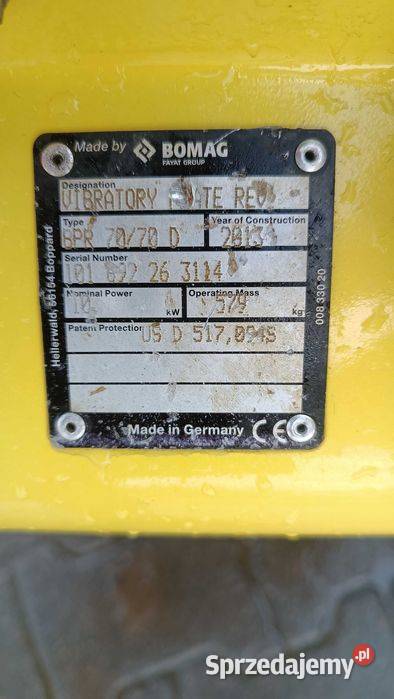 Made by BOMAG
FAYAT GROUP
Designation
VIBRATORY PLATE REV.
Type
Year of Construction
BPR 70/70 D
2013
Serial Number
101 692 26 3114
Nominal Power
Operating Mass
10 kW
579 kg
Patent Protection
US D 517,094S
Hellerwald, 56154 Boppard
008 330 20
Made in Germany CE
Sprzedajemy.pl